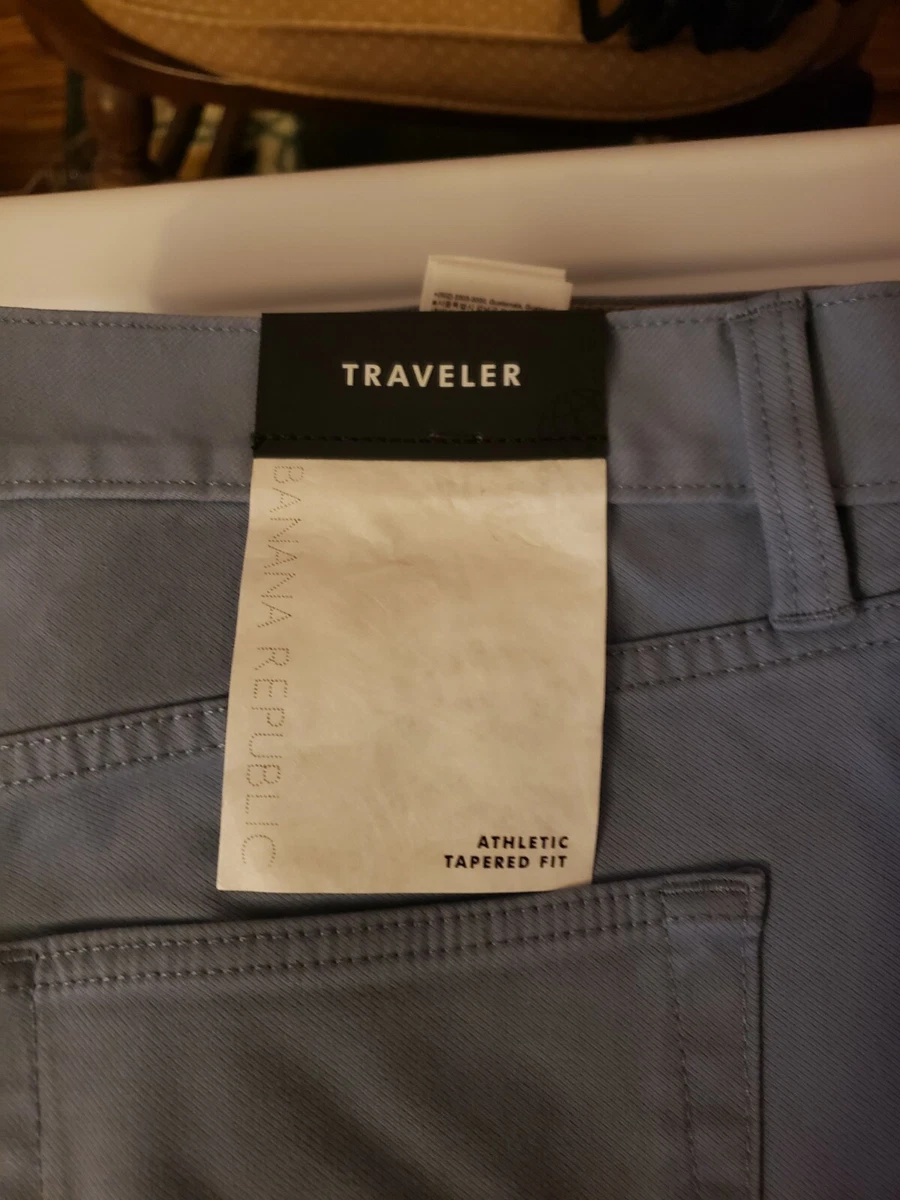 TRAVELER
BANANA REPUBLIC
ATHLETIC
TAPERED FIT